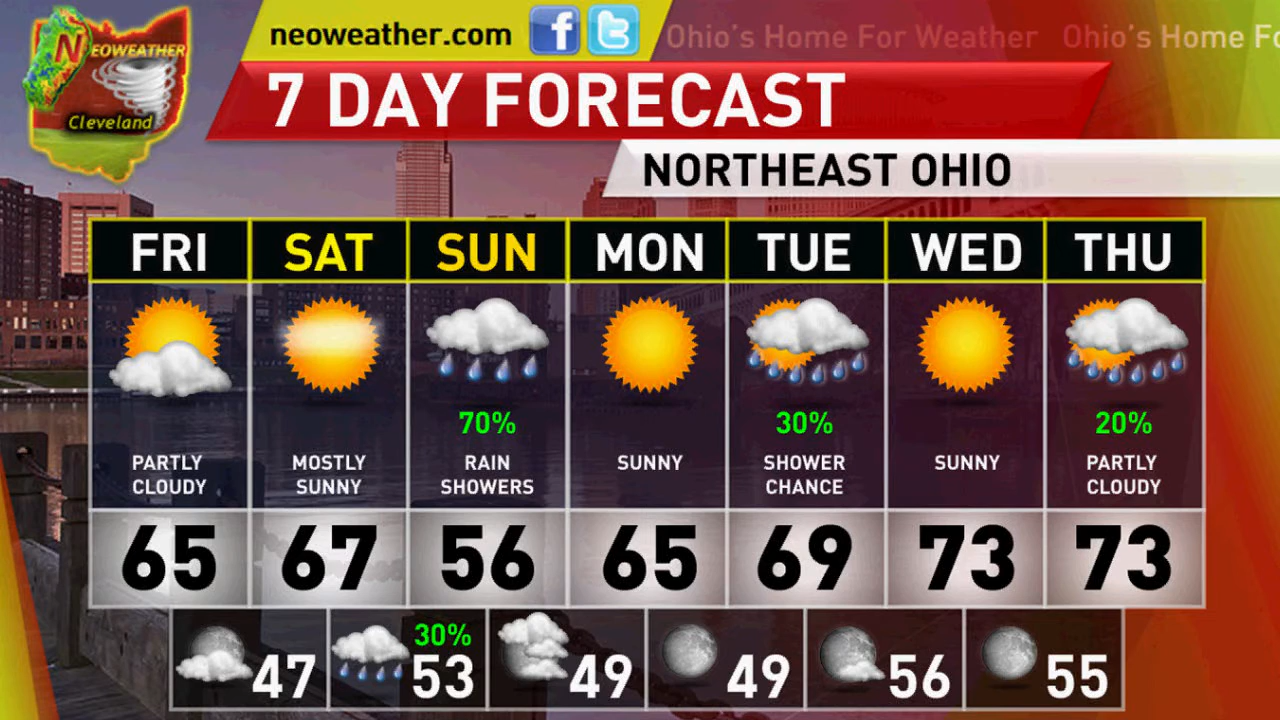 NEOWEATHER
Cleveland
neoweather.com
Ohio's Home For Weather Ohio's Home Fo
7 DAY FORECAST
NORTHEAST OHIO
FRI SAT SUN MON TUE WED THU
70% 30% 20%
PARTLY CLOUDY
MOSTLY SUNNY
RAIN SHOWERS
SUNNY
SHOWER CHANCE
SUNNY
PARTLY CLOUDY
65 67 56 65 69 73 73
30%
47 53 49 49 56 55